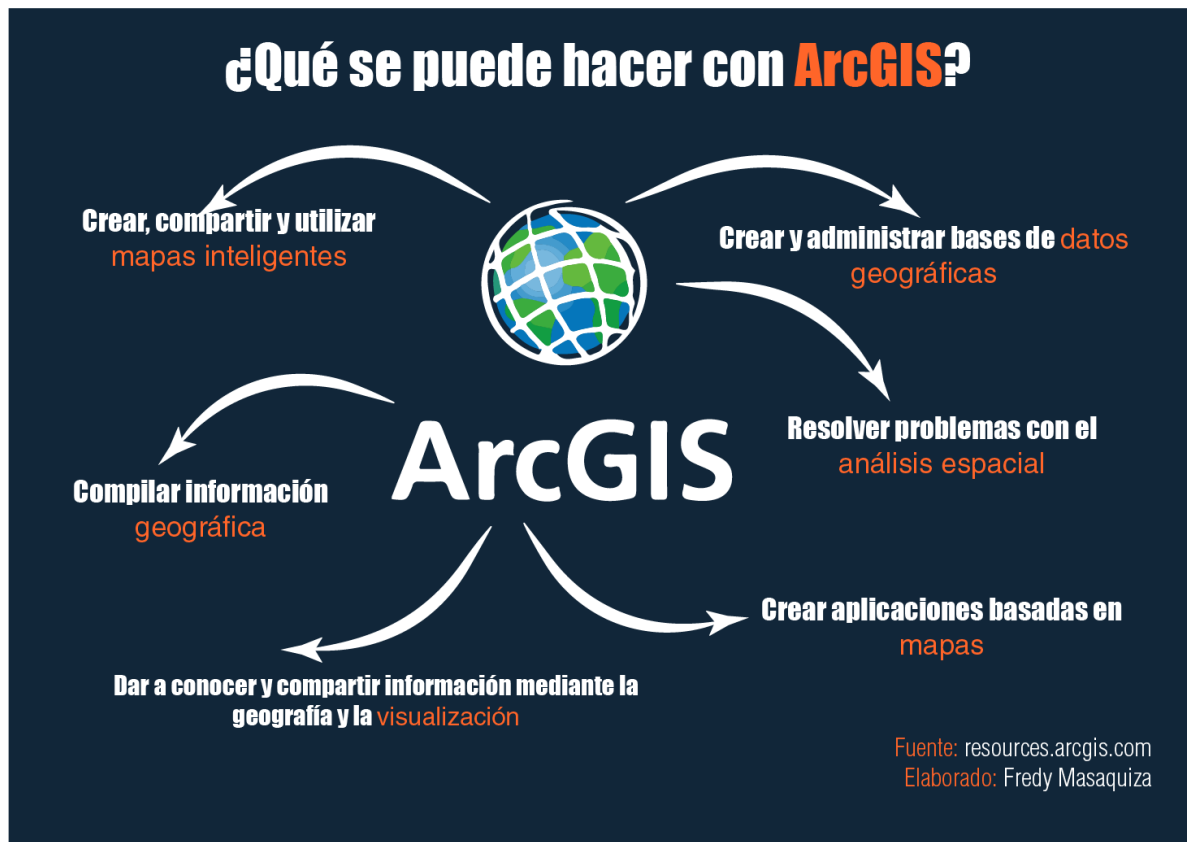 ¿Qué se puede hacer con ArcGIS?
Crear, compartir y utilizar
mapas inteligentes
Crear y administrar bases de datos
geográficas
Resolver problemas con el
análisis espacial
ArcGIS
Compilar información
geográfica
Crear aplicaciones basadas en
mapas
Dar a conocer y compartir información mediante la
geografía y la visualización
Fuente: resources.arcgis.com
Elaborado: Fredy Masaquiza